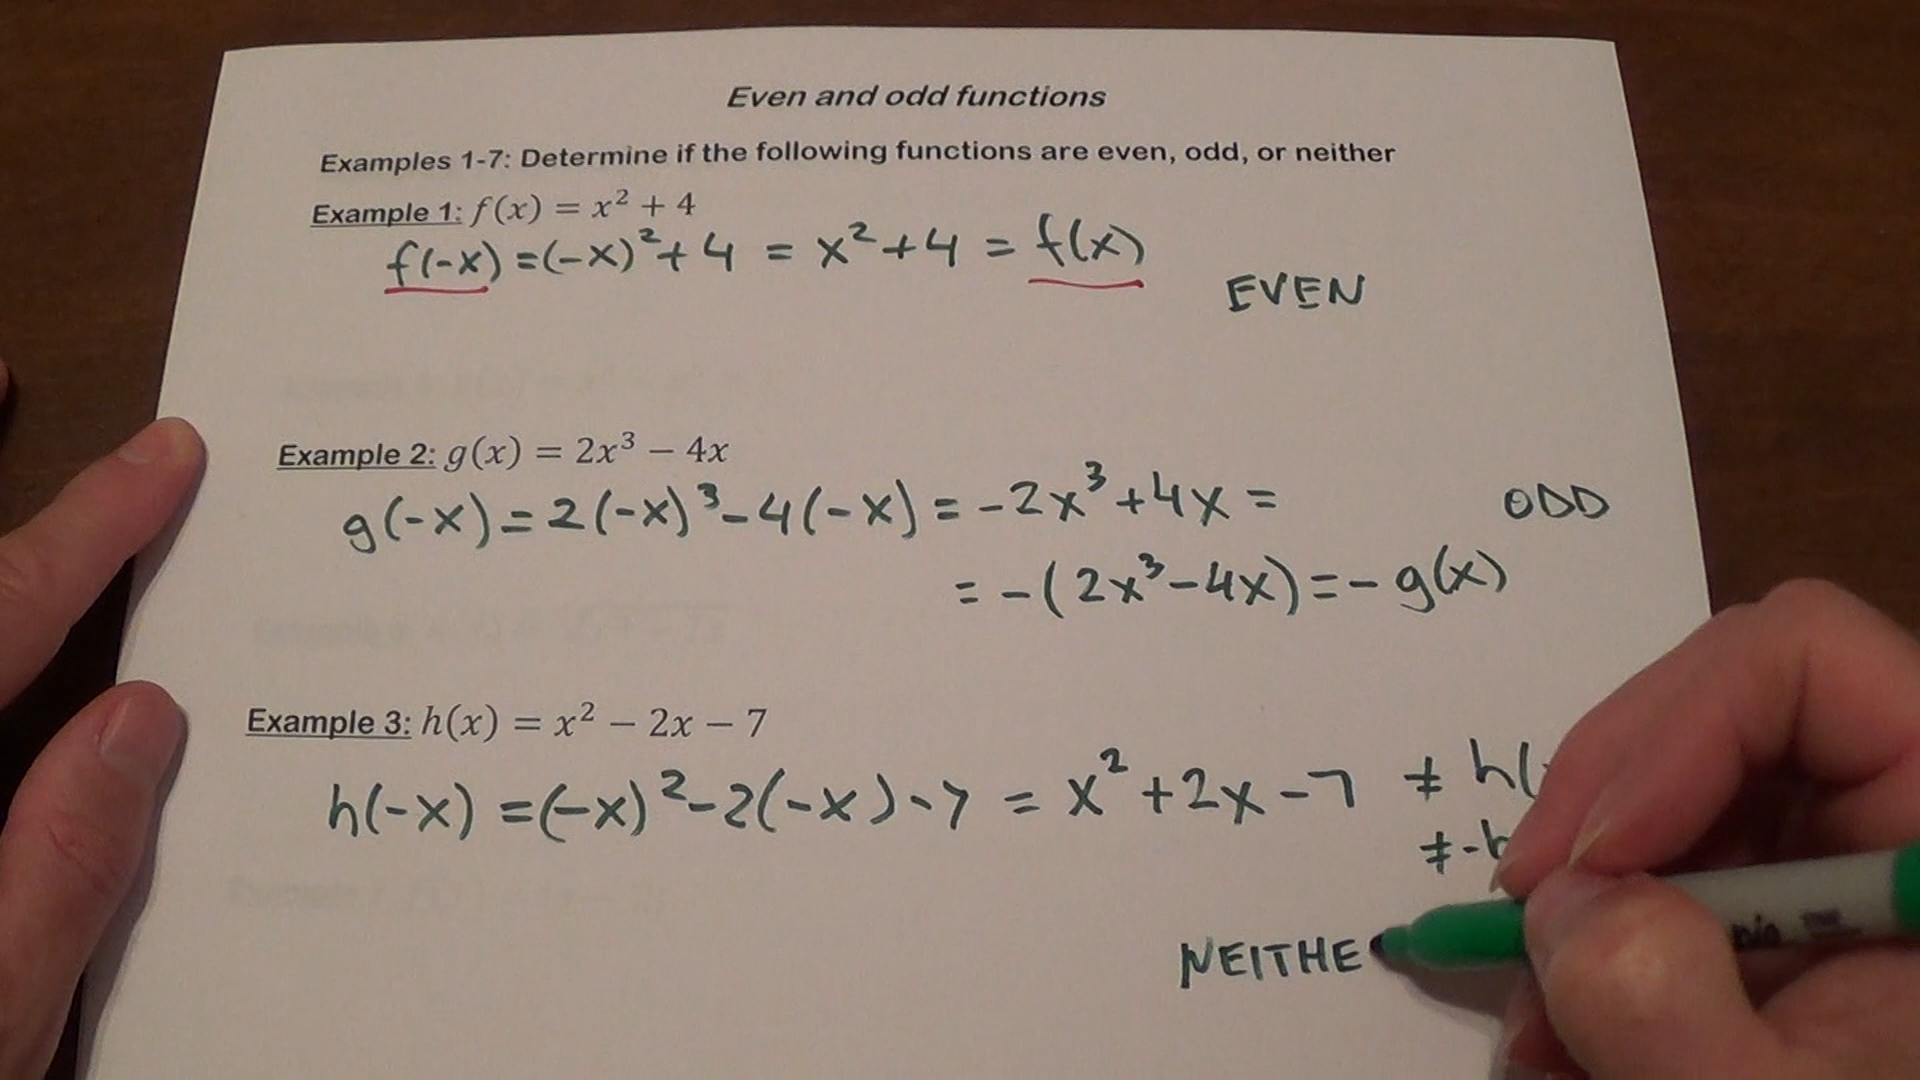 Even and odd functions
Examples 1-7: Determine if the following functions are even, odd, or neither
Example 1: f(x) = x² + 4
f(-x) = (-x)² + 4 = x² + 4 = f(x)
EVEN
Example 2: g(x) = 2x³ − 4x
g(-x) = 2(-x)³ - 4(-x) = -2x³ + 4x =
ODD
= -(2x³ - 4x) = - g(x)
Example 3: h(x) = x² − 2x − 7
h(-x) = (-x)² - 2(-x) - 7 = x² + 2x - 7 ≠ h(
≠ -h
NEITHE